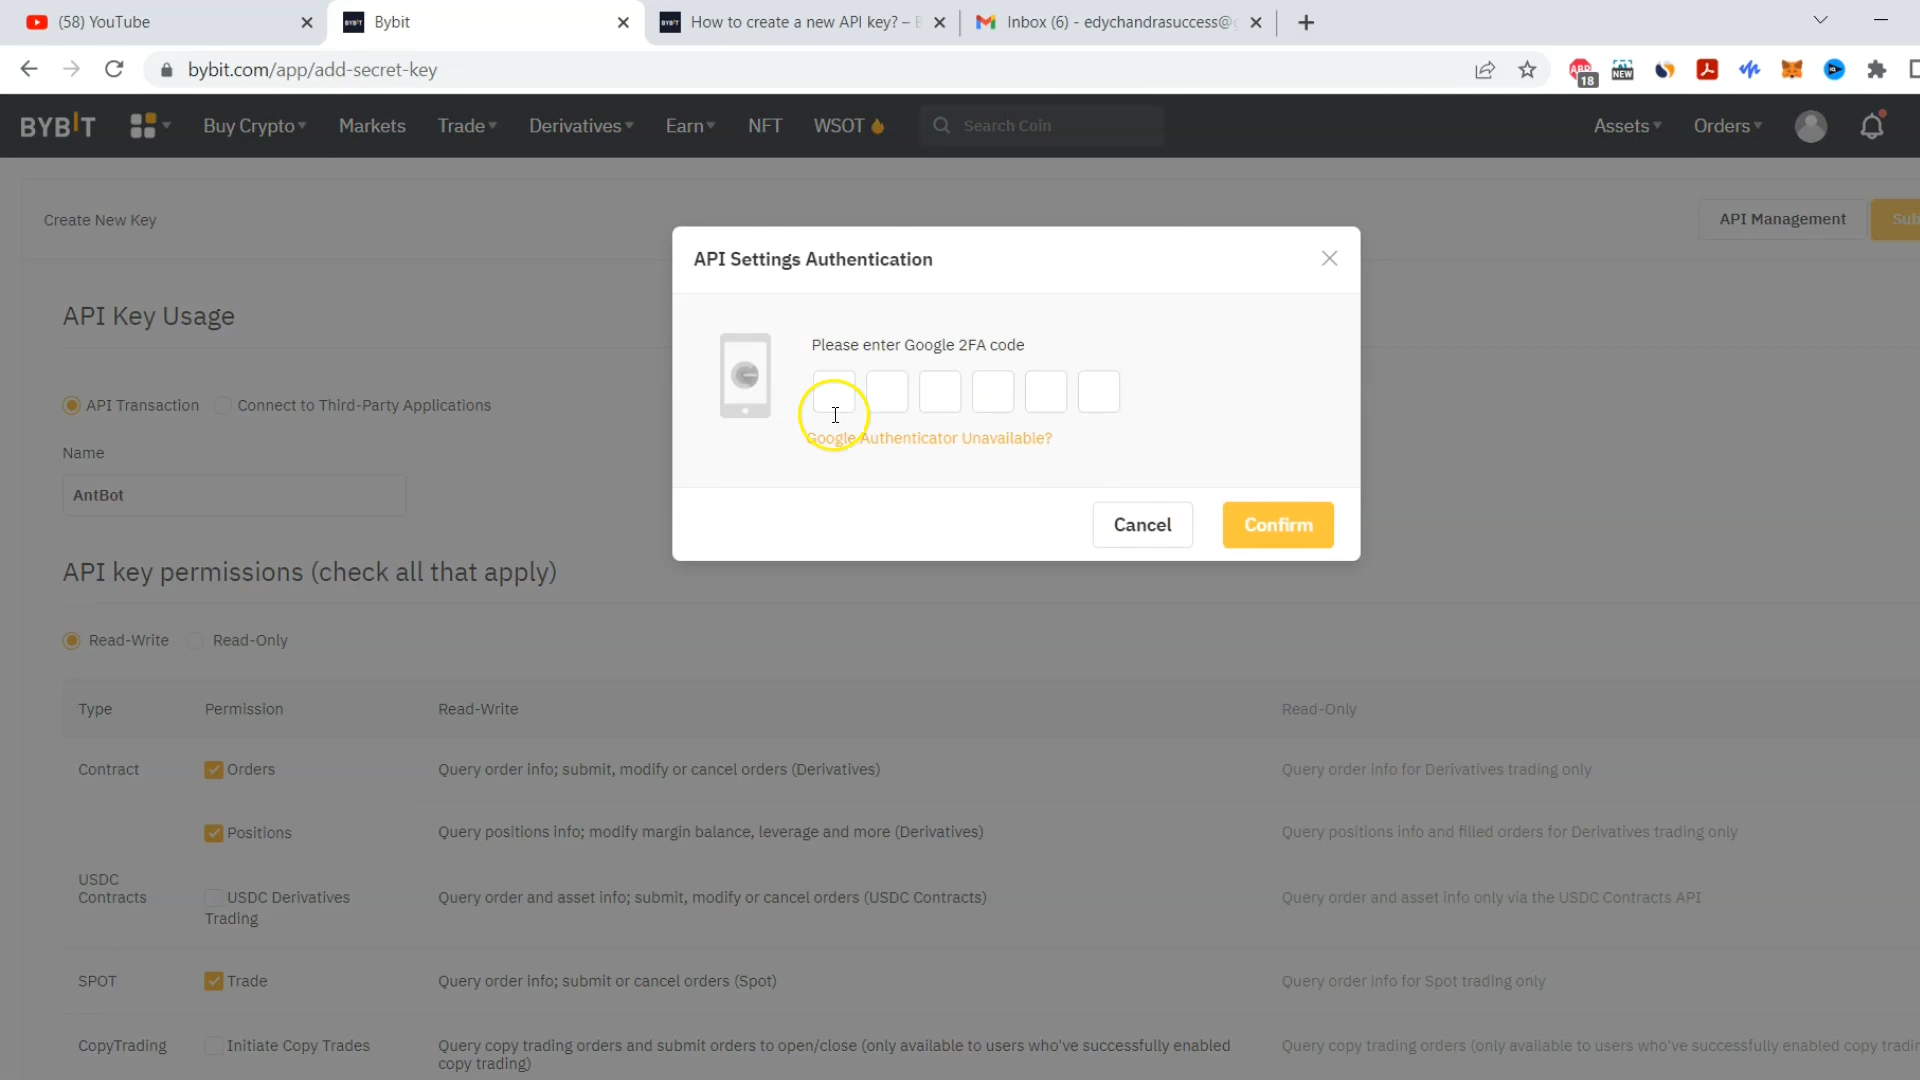 (58) YouTube
Bybit
How to create a new API key? –
Inbox (6) - edychandrasuccess@
bybit.com/app/add-secret-key
ABP
18
NEW
BYBIT
Buy Crypto
Markets
Trade
Derivatives
Earn
NFT
WSOT
Search Coin
Assets
Orders
Create New Key
API Management
Sub
API Settings Authentication
Please enter Google 2FA code
Google Authenticator Unavailable?
Cancel
Confirm
API Key Usage
API Transaction
Connect to Third-Party Applications
Name
AntBot
API key permissions (check all that apply)
Read-Write
Read-Only
Type
Permission
Read-Write
Read-Only
Contract
Orders
Query order info; submit, modify or cancel orders (Derivatives)
Query order info for Derivatives trading only
Positions
Query positions info; modify margin balance, leverage and more (Derivatives)
Query positions info and filled orders for Derivatives trading only
USDC
Contracts
USDC Derivatives
Trading
Query order and asset info; submit, modify or cancel orders (USDC Contracts)
Query order and asset info only via the USDC Contracts API
SPOT
Trade
Query order info; submit or cancel orders (Spot)
Query order info for Spot trading only
CopyTrading
Initiate Copy Trades
Query copy trading orders and submit orders to open/close (only available to users who've successfully enabled
copy trading)
Query copy trading orders (only available to users who've successfully enabled copy tradin